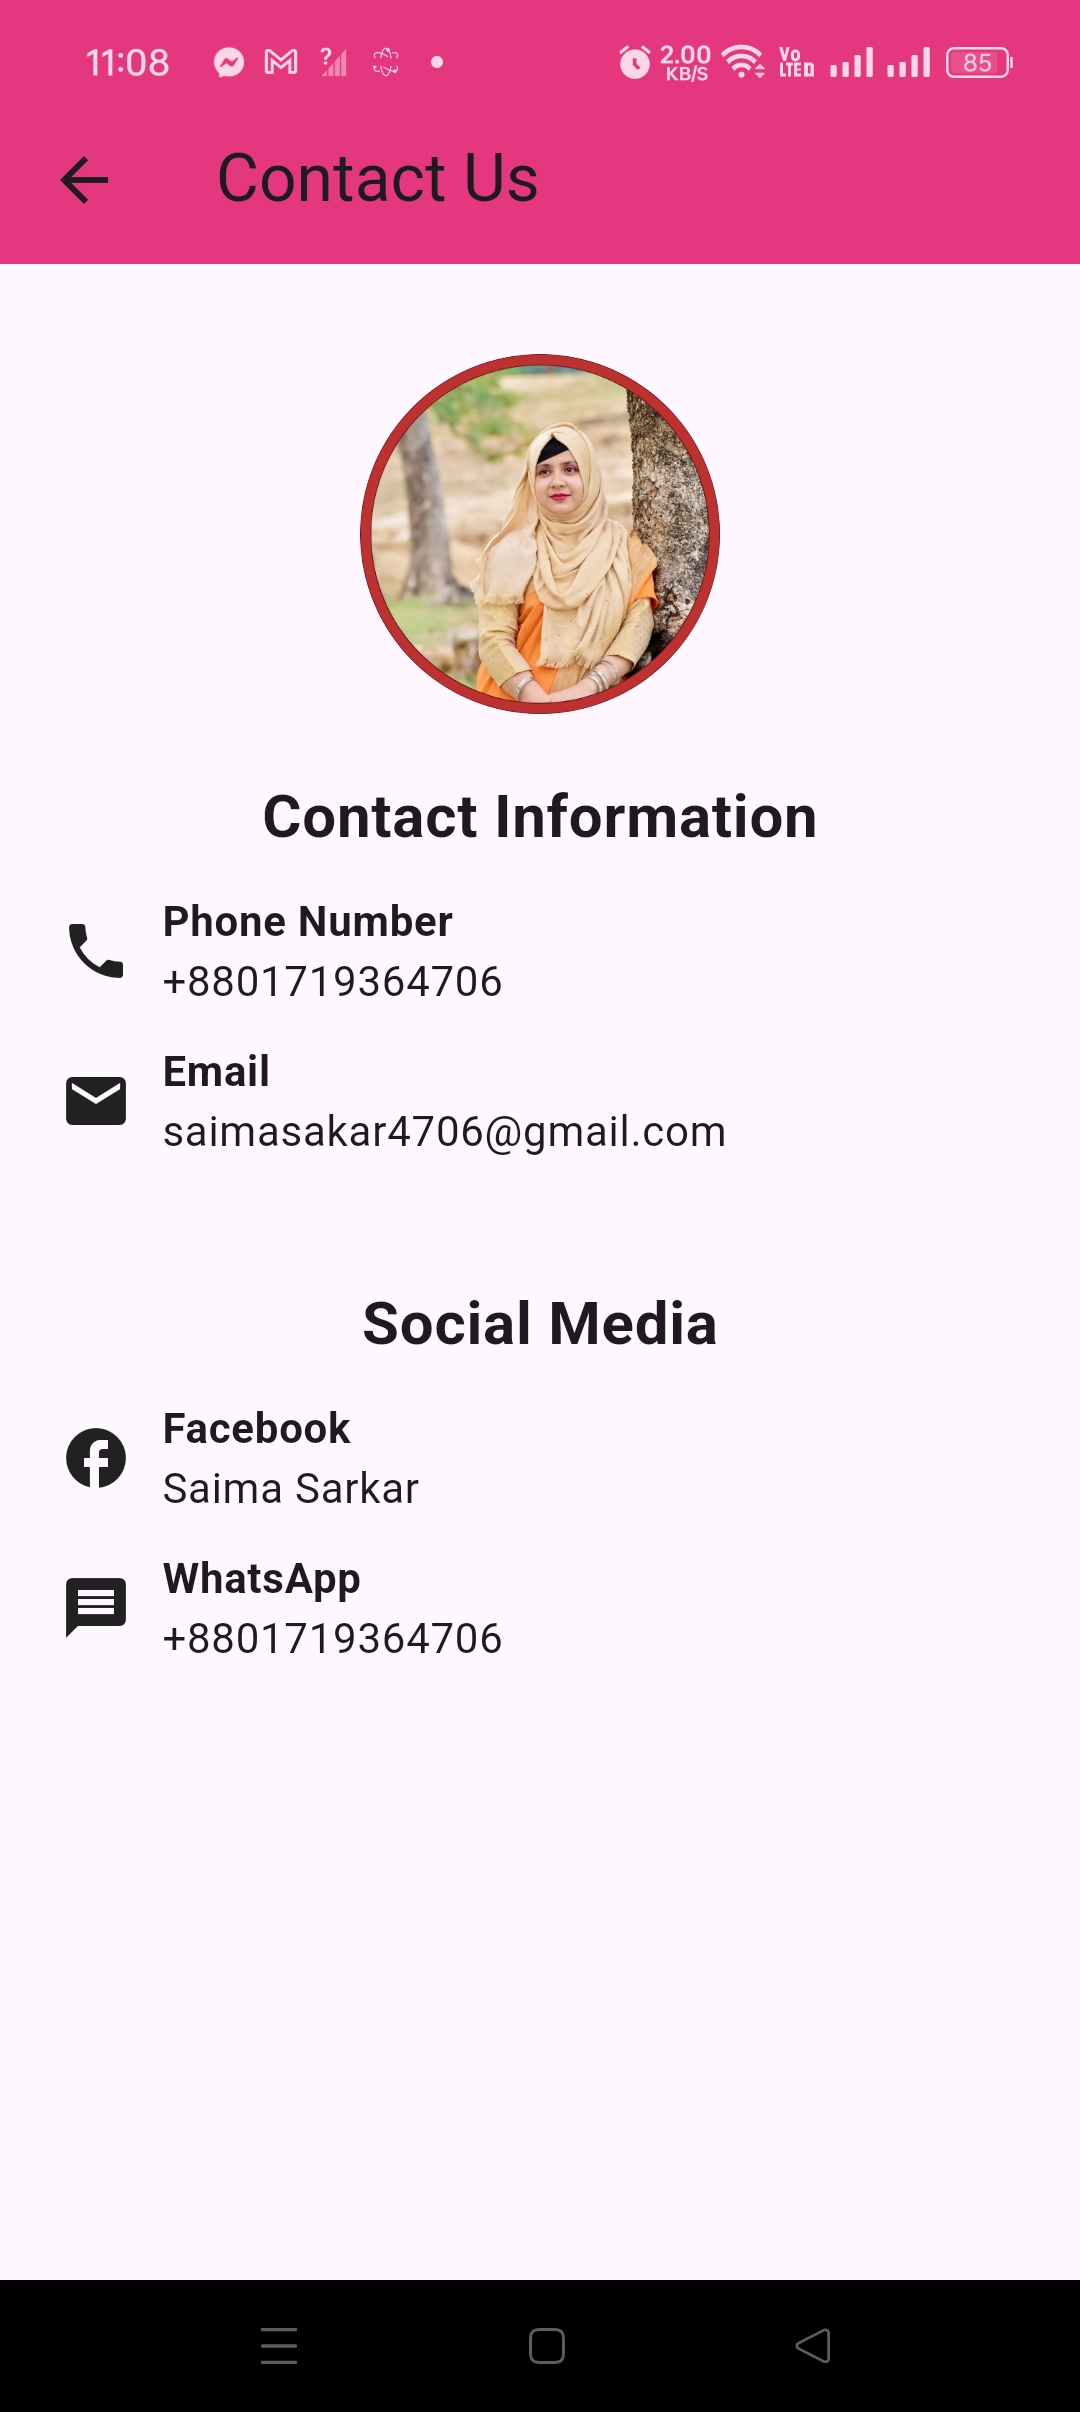 11:08
2.00
KB/S
Vo
LTE D
85
Contact Us
Contact Information
Phone Number
+8801719364706
Email
saimasakar4706@gmail.com
Social Media
Facebook
Saima Sarkar
WhatsApp
+8801719364706